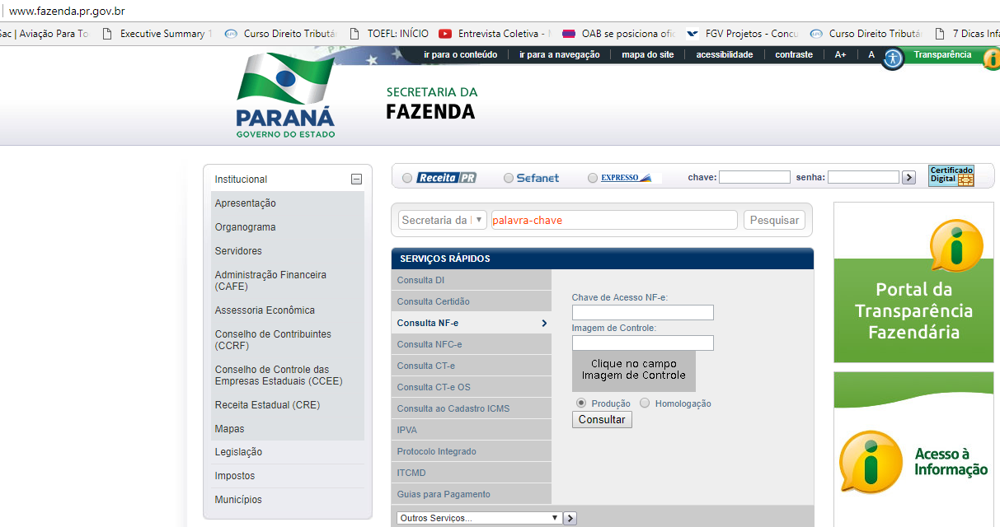 www.fazenda.pr.gov.br
Sac | Aviação Para To
Executive Summary 1
Curso Direito Tributá
TOEFL: INÍCIO
Entrevista Coletiva -
OAB se posiciona ofic
FGV Projetos - Concu
Curso Direito Tributá
7 Dicas Infa
ir para o conteúdo
ir para a navegação
mapa do site
acessibilidade
contraste
A+
A
Transparência
PARANÁ
GOVERNO DO ESTADO
SECRETARIA DA
FAZENDA
Institucional
Apresentação
Organograma
Servidores
Administração Financeira
(CAFE)
Assessoria Econômica
Conselho de Contribuintes
(CCRF)
Conselho de Controle das
Empresas Estaduais (CCEE)
Receita Estadual (CRE)
Mapas
Legislação
Impostos
Municípios
Receita PR
Sefanet
EXPRESSO
chave:
senha:
Certificado
Digital
Secretaria da
palavra-chave
Pesquisar
SERVIÇOS RÁPIDOS
Consulta DI
Consulta Certidão
Consulta NF-e
Consulta NFC-e
Consulta CT-e
Consulta CT-e OS
Consulta ao Cadastro ICMS
IPVA
Protocolo Integrado
ITCMD
Guias para Pagamento
Outros Serviços...
Chave de Acesso NF-e:
Imagem de Controle:
Clique no campo
Imagem de Controle
Produção
Homologação
Consultar
Portal da
Transparência
Fazendária
Acesso à
Informação